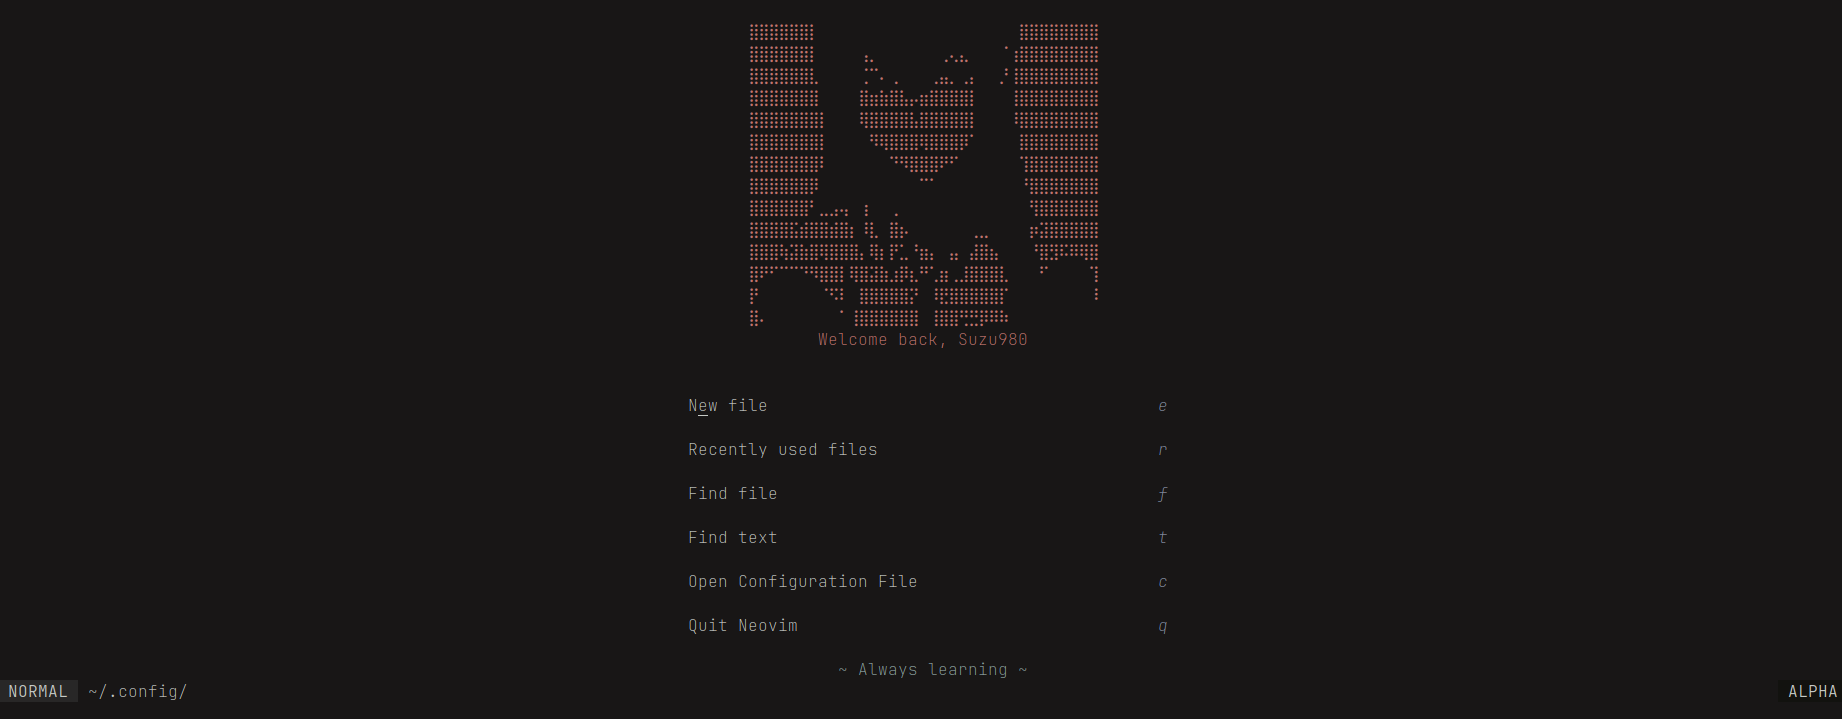 Welcome back, Suzu980
New file e
Recently used files r
Find file f
Find text t
Open Configuration File c
Quit Neovim q
~ Always learning ~
NORMAL ~/.config/ ALPHA